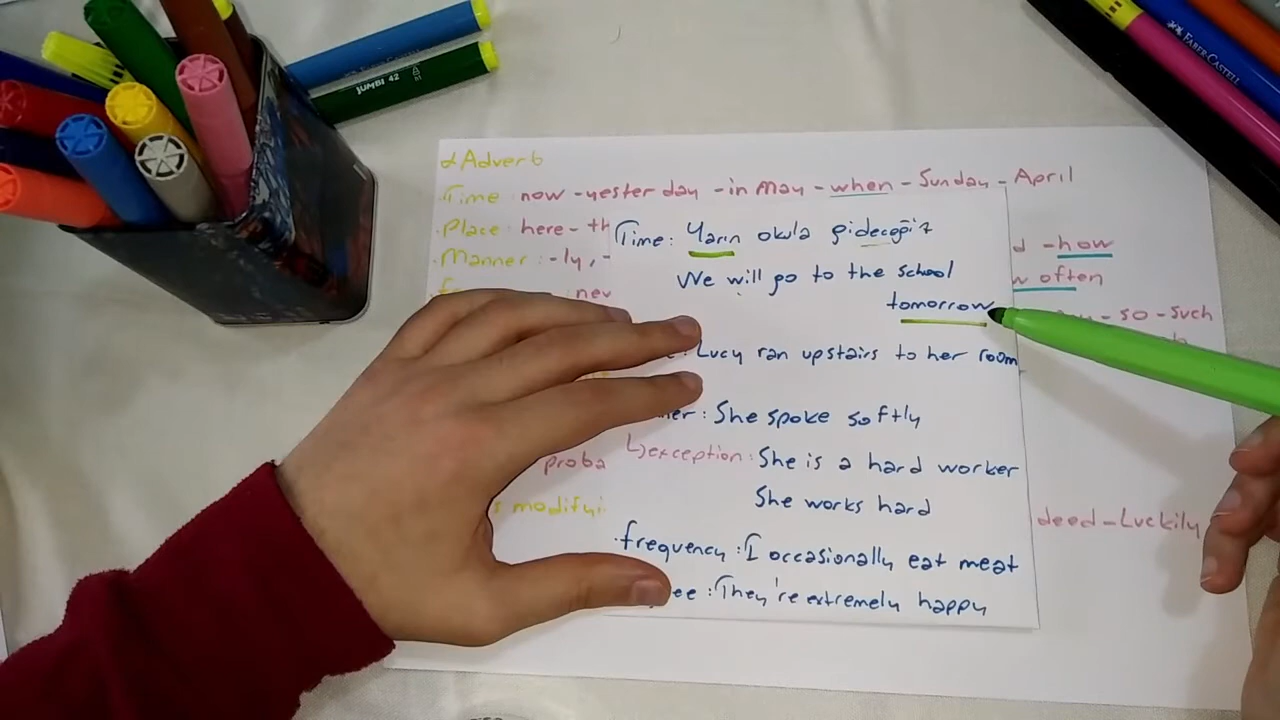 JUMBI 42
FABER-CASTELL
Adverb
Time: now - yesterday - in May - when - Sunday - April
Place: here -
Manner: -ly, -
- how
often
- so - such
proba
modifyi
deed - Luckily
Time: Yarın okula gideceğiz
We will go to the school
tomorrow
: Lucy ran upstairs to her room
ner: She spoke softly
exception: She is a hard worker
She works hard
.frequency: I occasionally eat meat
ee: They're extremely happy